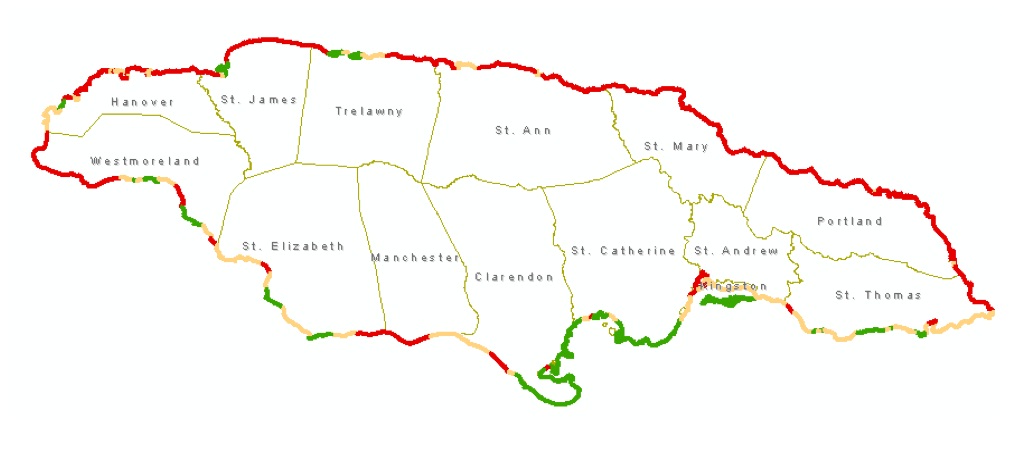 Hanover
St. James
Trelawny
St. Ann
St. Mary
Westmoreland
Portland
St. Elizabeth
Manchester
Clarendon
St. Catherine
St. Andrew
Kingston
St. Thomas